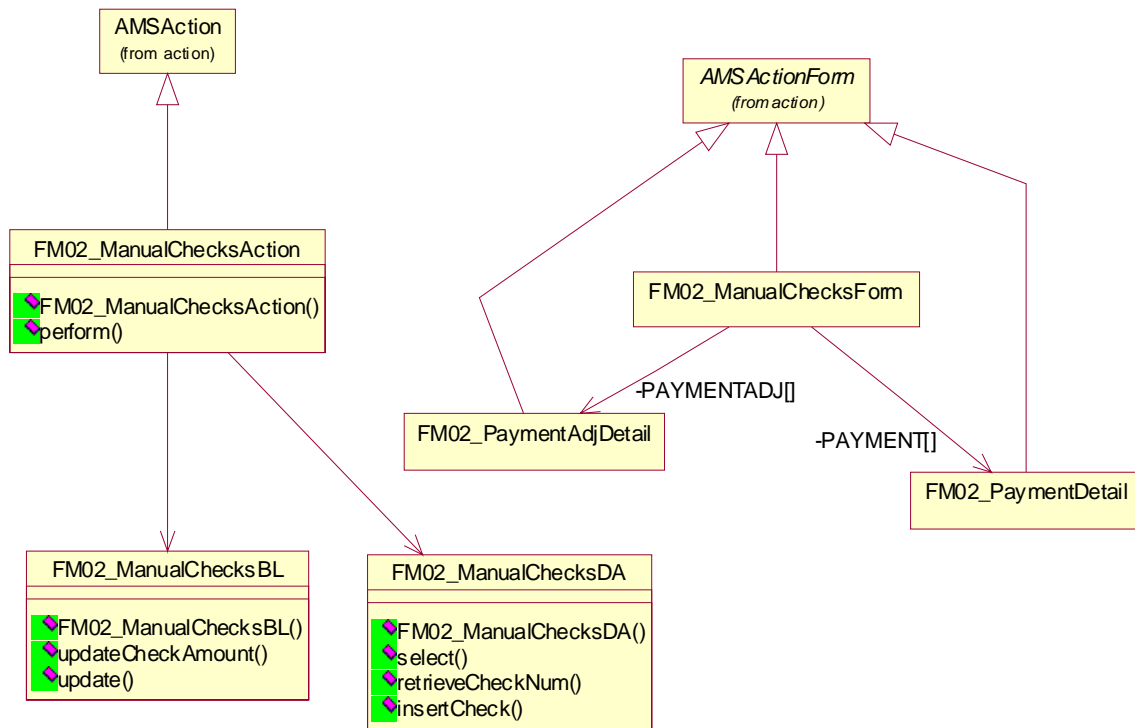 AMSAction
(from action)
AMSActionForm
(from action)
FM02_ManualChecksAction
FM02_ManualChecksAction()
perform()
FM02_ManualChecksForm
-PAYMENTADJ[]
FM02_PaymentAdjDetail
-PAYMENT[]
FM02_PaymentDetail
FM02_ManualChecksBL
FM02_ManualChecksBL()
updateCheckAmount()
update()
FM02_ManualChecksDA
FM02_ManualChecksDA()
select()
retrieveCheckNum()
insertCheck()